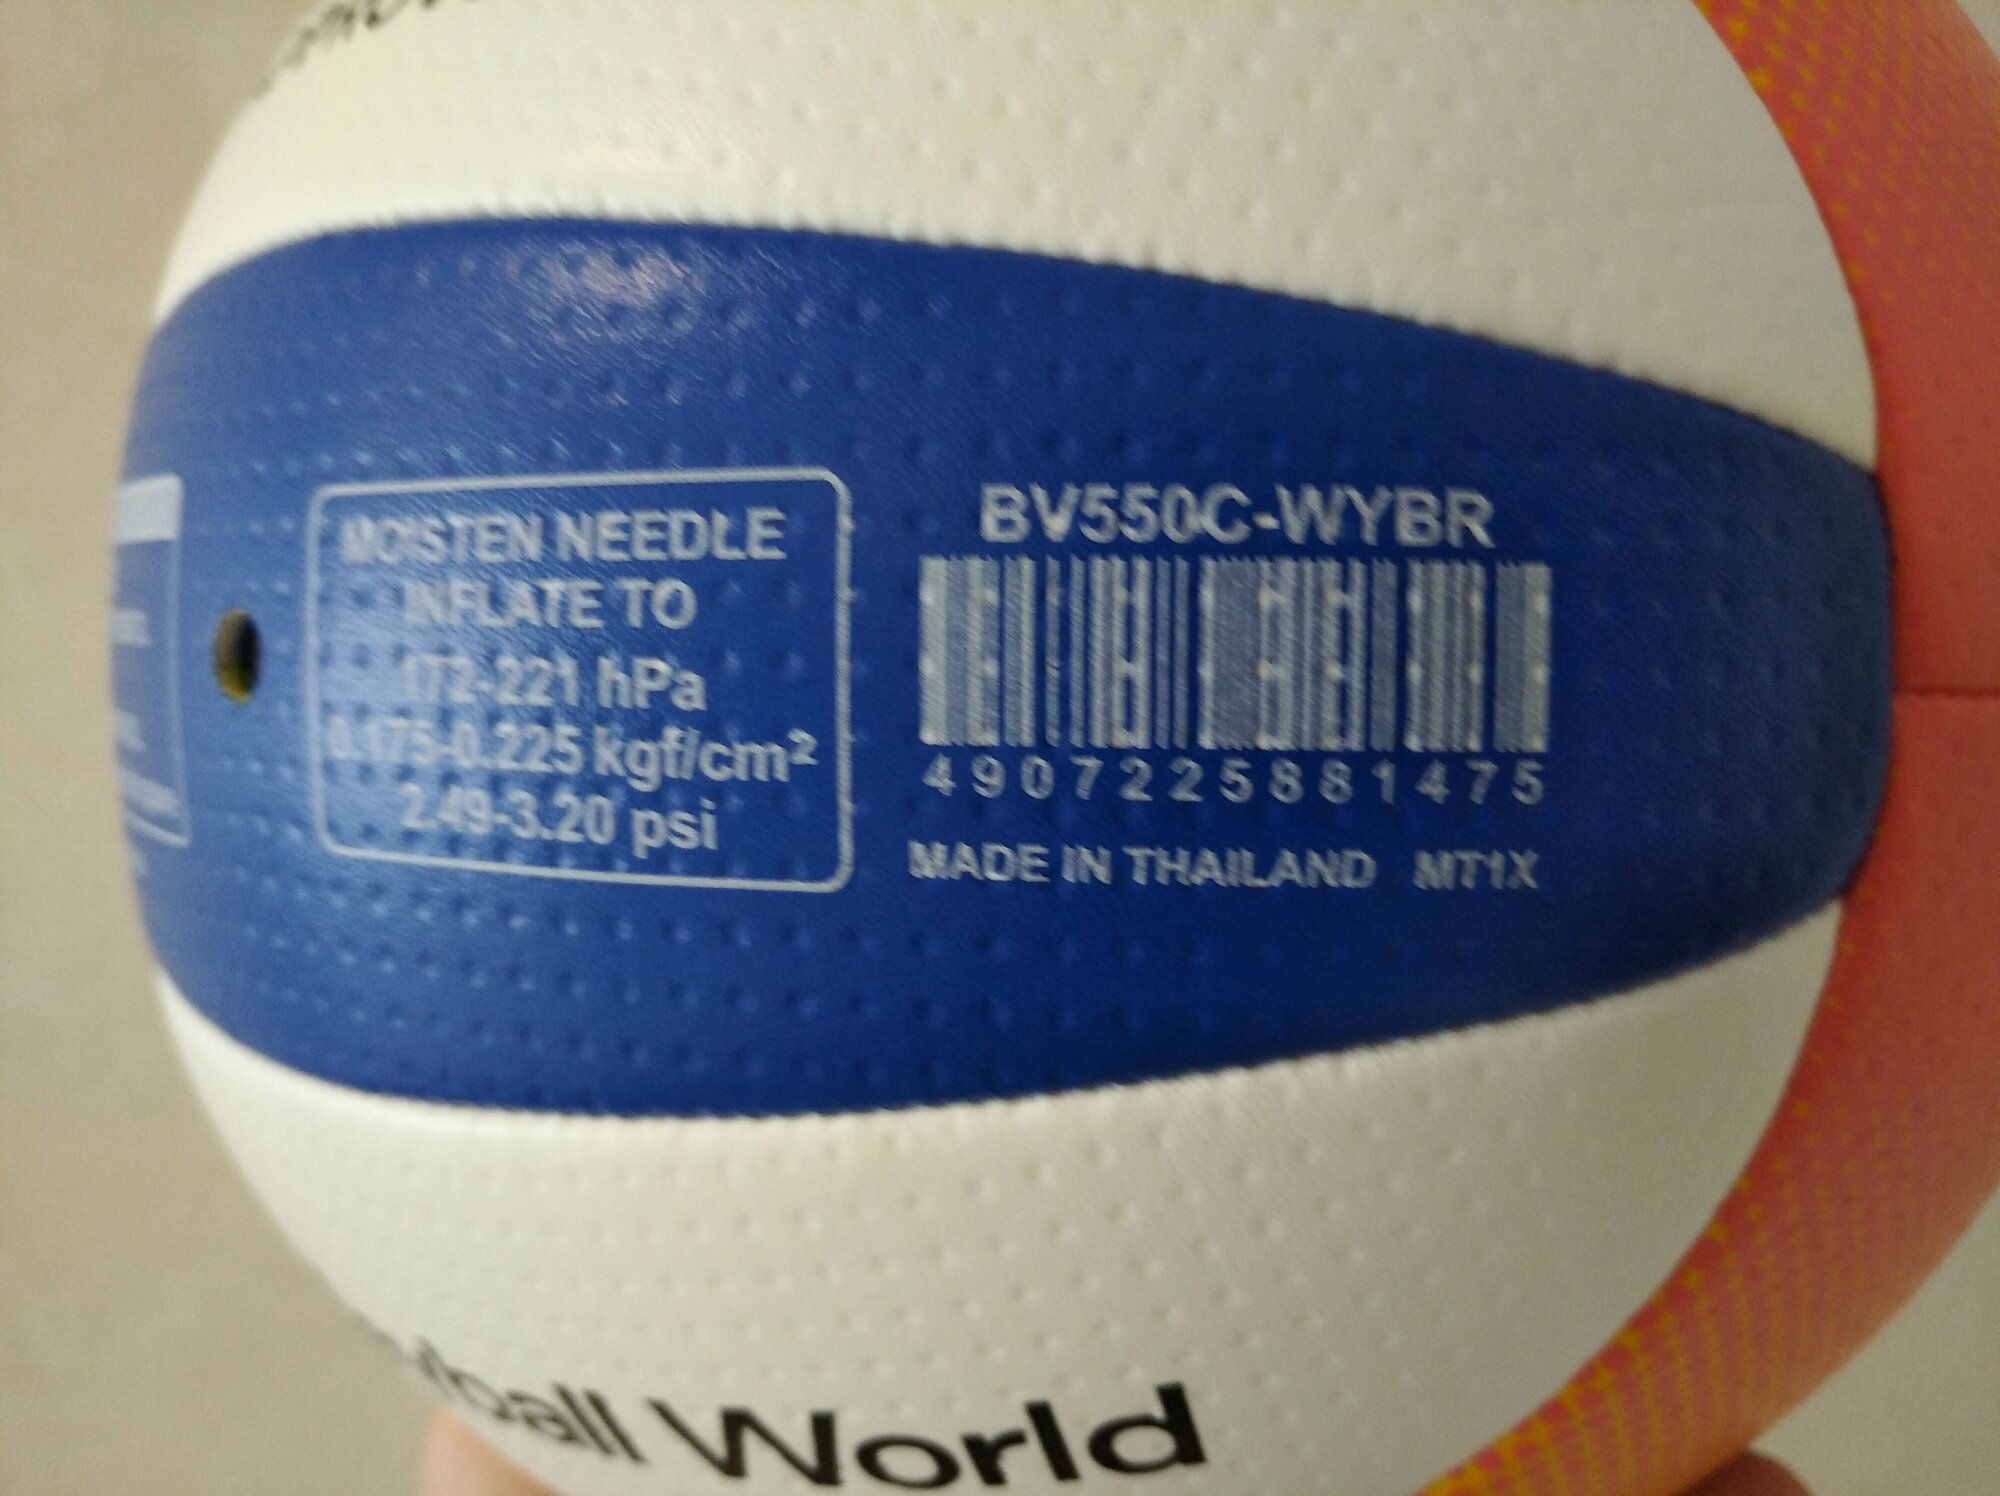 MOISTEN NEEDLE
INFLATE TO
172-221 hPa
0.175-0.225 kgf/cm²
2.49-3.20 psi
BV550C-WYBR
4907225881475
MADE IN THAILAND MT1X
World